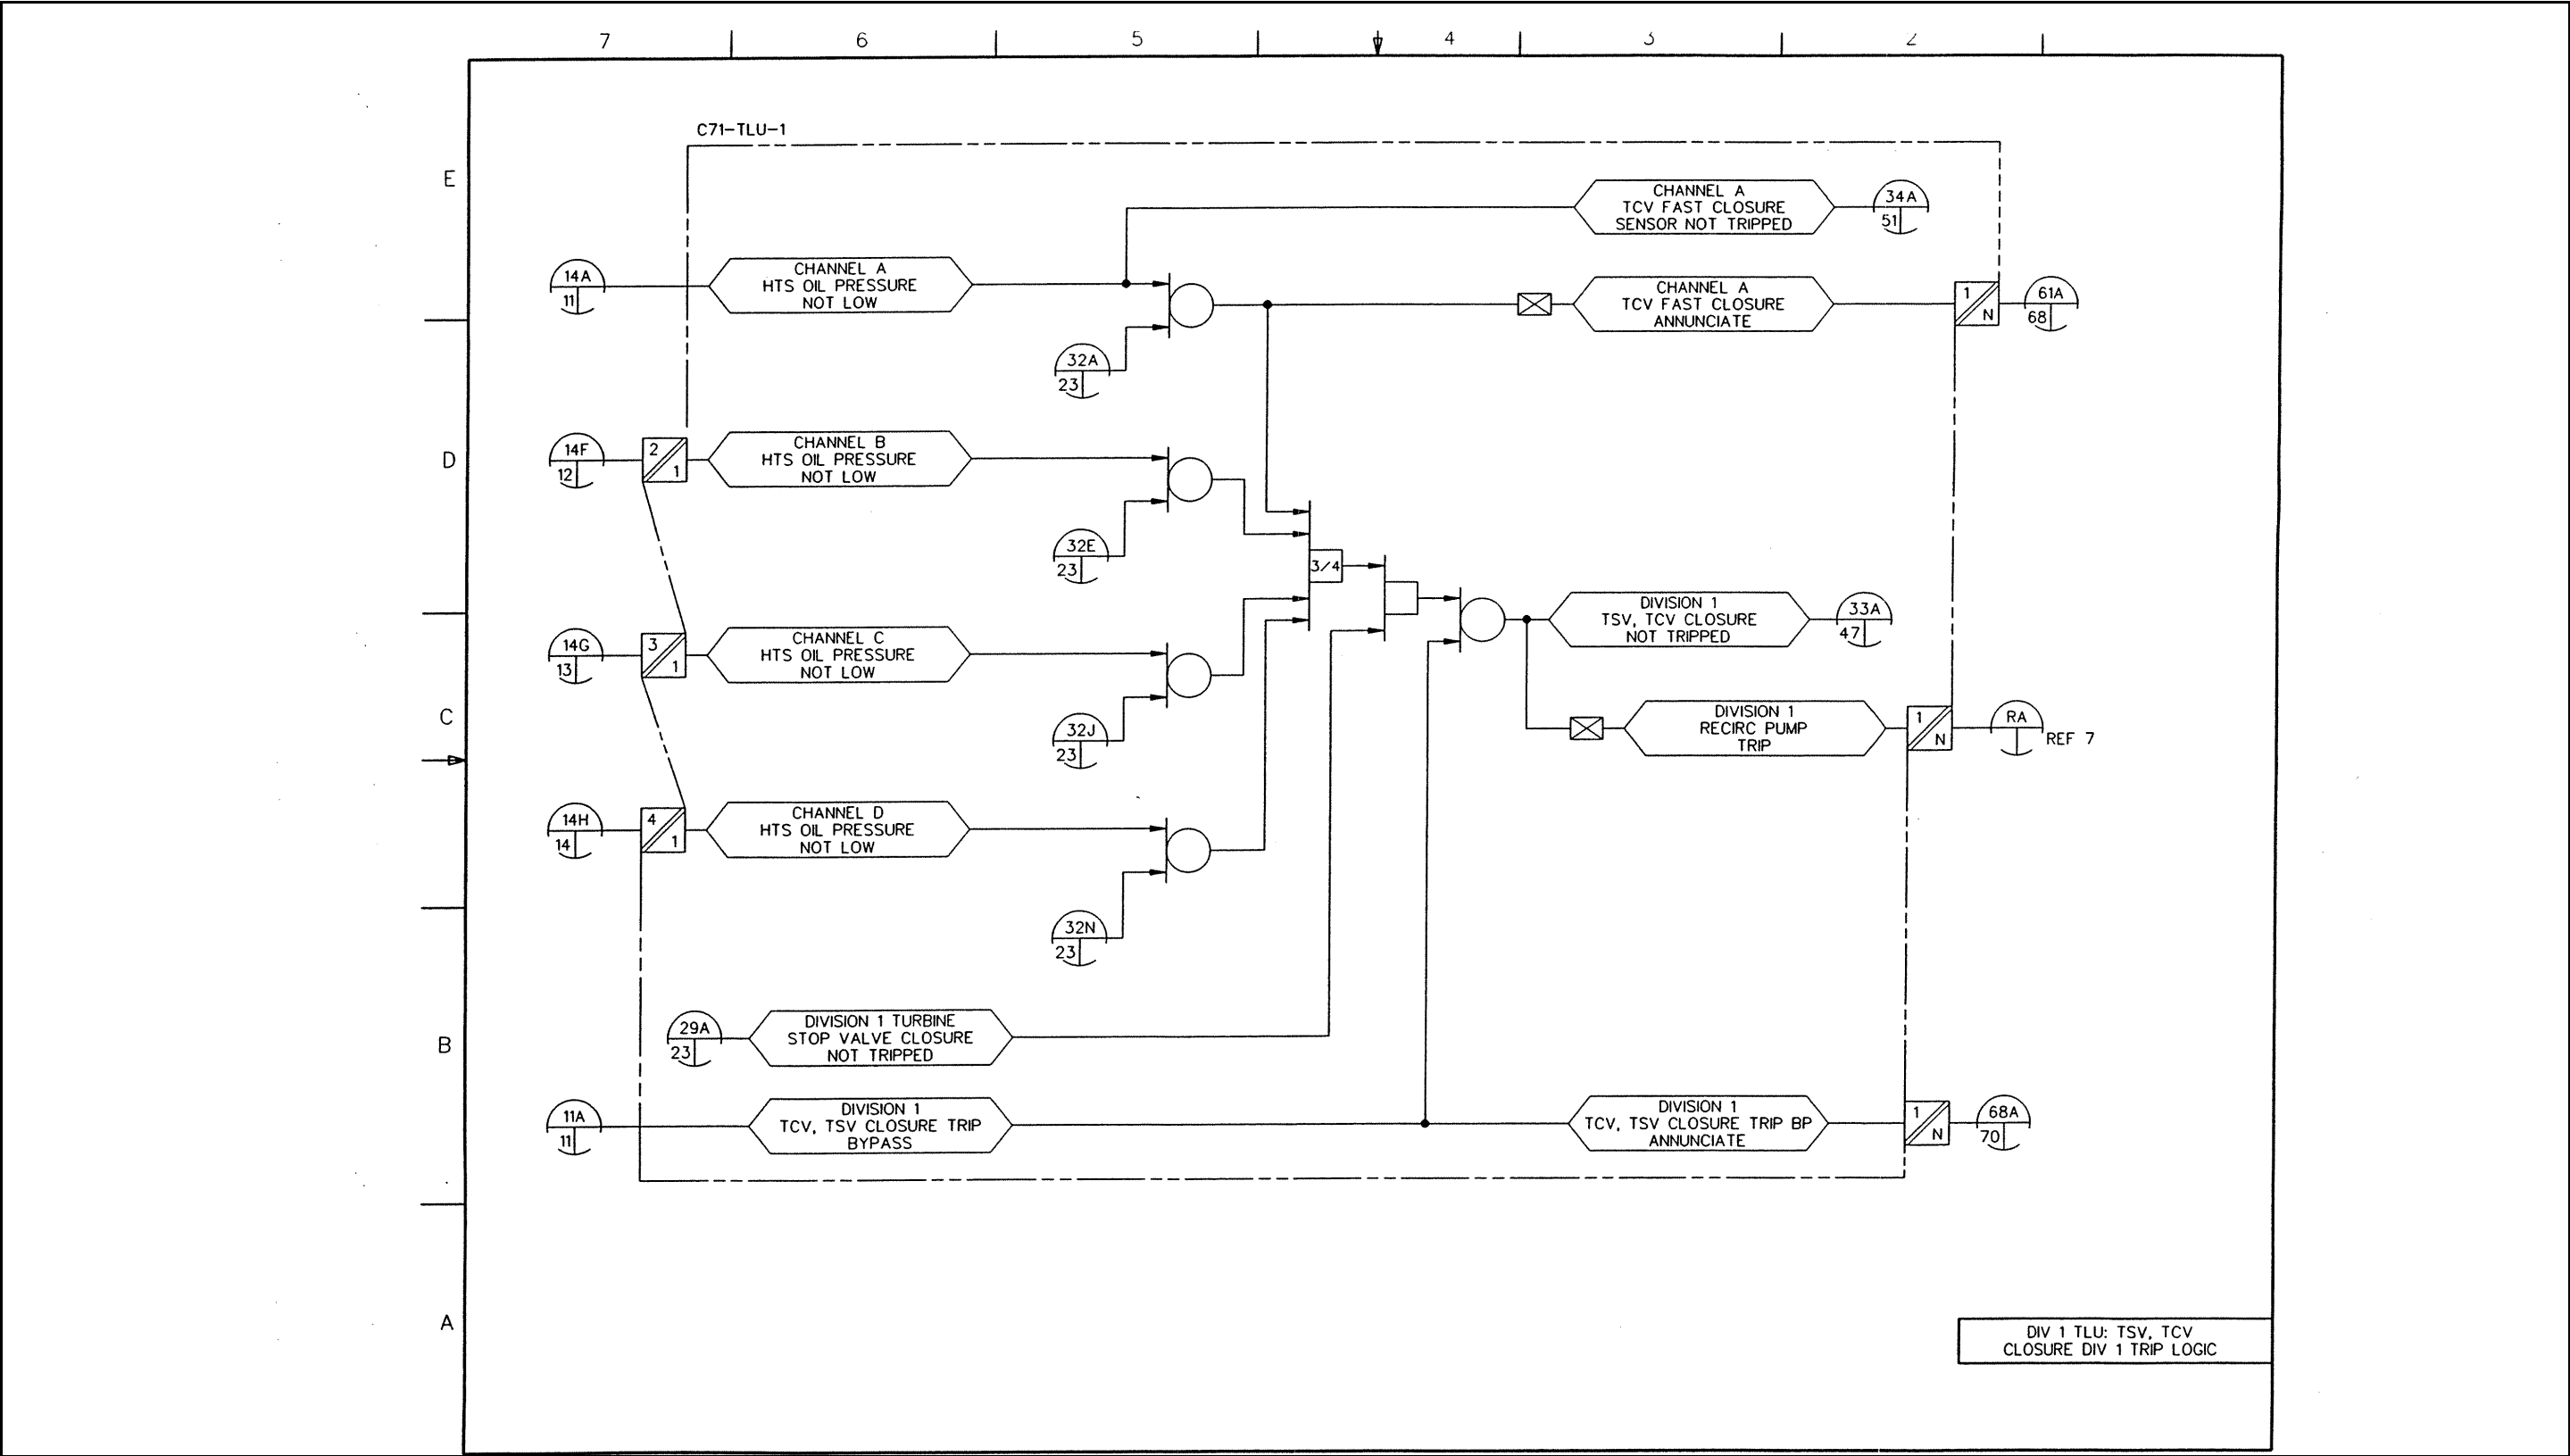 7
6
5
4
3
2
C71-TLU-1
E
CHANNEL A
TCV FAST CLOSURE
SENSOR NOT TRIPPED
34A
51
14A
11
CHANNEL A
HTS OIL PRESSURE
NOT LOW
CHANNEL A
TCV FAST CLOSURE
ANNUNCIATE
1
N
61A
68
32A
23
D
14F
12
2
1
CHANNEL B
HTS OIL PRESSURE
NOT LOW
32E
23
3/4
DIVISION 1
TSV, TCV CLOSURE
NOT TRIPPED
33A
47
14G
13
3
1
CHANNEL C
HTS OIL PRESSURE
NOT LOW
C
32J
23
DIVISION 1
RECIRC PUMP
TRIP
1
N
RA
REF 7
14H
14
4
1
CHANNEL D
HTS OIL PRESSURE
NOT LOW
32N
23
B
29A
23
DIVISION 1 TURBINE
STOP VALVE CLOSURE
NOT TRIPPED
11A
11
DIVISION 1
TCV, TSV CLOSURE TRIP
BYPASS
DIVISION 1
TCV, TSV CLOSURE TRIP BP
ANNUNCIATE
1
N
68A
70
A
DIV 1 TLU: TSV, TCV
CLOSURE DIV 1 TRIP LOGIC